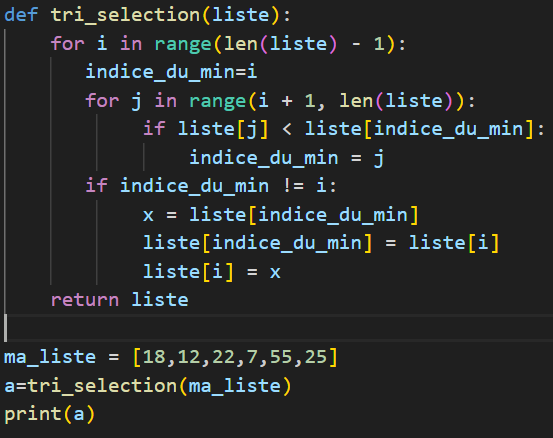 def tri_selection(liste):
    for i in range(len(liste) - 1):
        indice_du_min=i
        for j in range(i + 1, len(liste)):
            if liste[j] < liste[indice_du_min]:
                indice_du_min = j
        if indice_du_min != i:
            x = liste[indice_du_min]
            liste[indice_du_min] = liste[i]
            liste[i] = x
    return liste

ma_liste = [18,12,22,7,55,25]
a=tri_selection(ma_liste)
print(a)